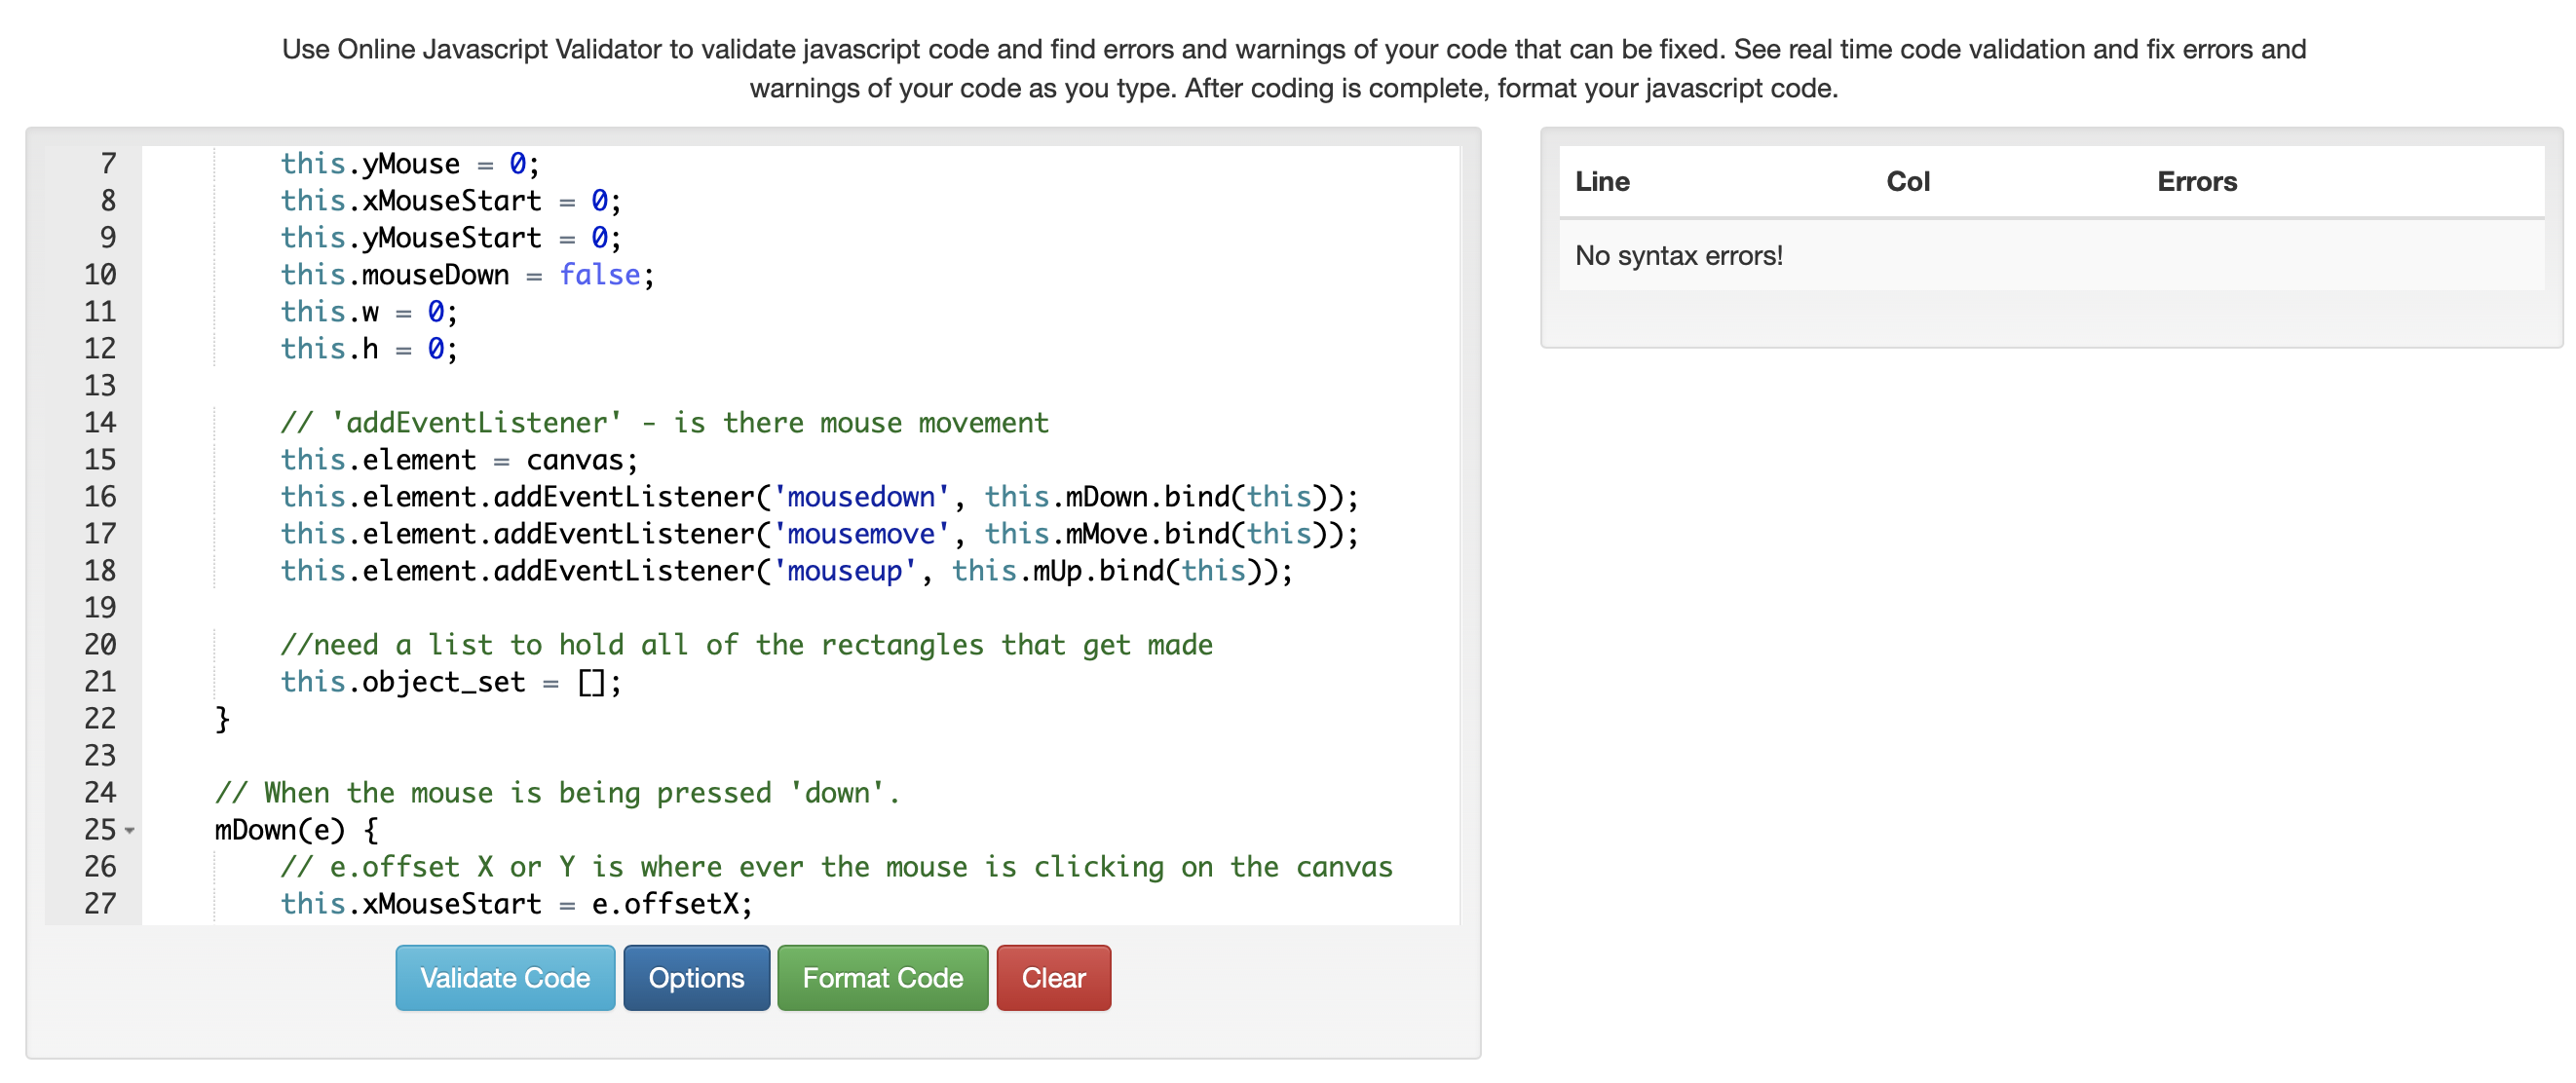 Use Online Javascript Validator to validate javascript code and find errors and warnings of your code that can be fixed. See real time code validation and fix errors and
warnings of your code as you type. After coding is complete, format your javascript code.
7 this.yMouse = 0;
8 this.xMouseStart = 0;
9 this.yMouseStart = 0;
10 this.mouseDown = false;
11 this.w = 0;
12 this.h = 0;
13
14 // 'addEventListener' - is there mouse movement
15 this.element = canvas;
16 this.element.addEventListener('mousedown', this.mDown.bind(this));
17 this.element.addEventListener('mousemove', this.mMove.bind(this));
18 this.element.addEventListener('mouseup', this.mUp.bind(this));
19
20 //need a list to hold all of the rectangles that get made
21 this.object_set = [];
22 }
23
24 // When the mouse is being pressed 'down'.
25 mDown(e) {
26 // e.offset X or Y is where ever the mouse is clicking on the canvas
27 this.xMouseStart = e.offsetX;
Validate Code Options Format Code Clear
Line Col Errors
No syntax errors!